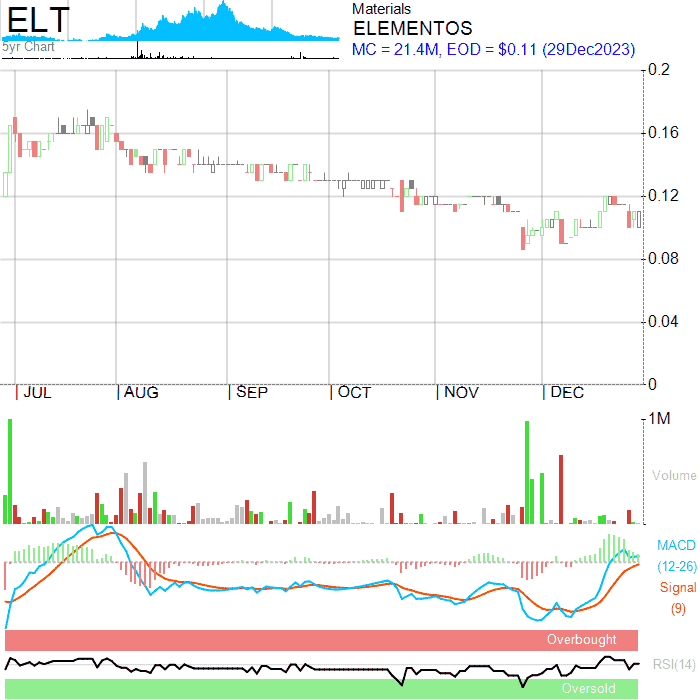 ELT
5yr Chart
Materials
ELEMENTOS
MC = 21.4M, EOD = $0.11 (29Dec2023)
0.2
0.16
0.12
0.08
0.04
0
JUL AUG SEP OCT NOV DEC
1M
Volume
MACD
(12-26)
Signal
(9)
Overbought
RSI(14)
Oversold